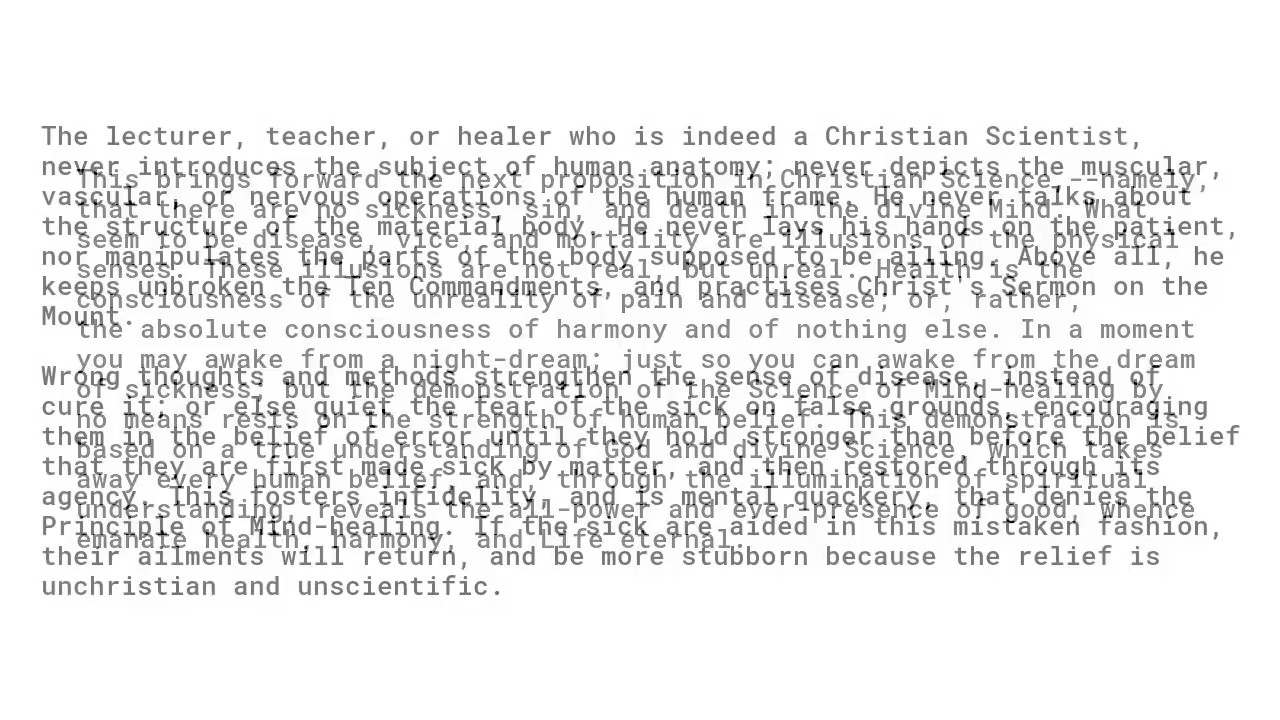 The lecturer, teacher, or healer who is indeed a Christian Scientist,
never introduces the subject of human anatomy; never depicts the muscular,
vascular, or nervous operations of the human frame. He never talks about
the structure of the material body. He never lays his hands on the patient,
nor manipulates the parts of the body supposed to be ailing. Above all, he
keeps unbroken the Ten Commandments, and practises Christ's Sermon on the
Mount.
Wrong thoughts and methods strengthen the sense of disease, instead of
cure it; or else quiet the fear of the sick on false grounds, encouraging
them in the belief of error until they hold stronger than before the belief
that they are first made sick by matter, and then restored through its
agency. This fosters infidelity, and is mental quackery, that denies the
Principle of Mind-healing. If the sick are aided in this mistaken fashion,
their ailments will return, and be more stubborn because the relief is
unchristian and unscientific.
This brings forward the next proposition in Christian Science,--namely,
that there are no sickness, sin, and death in the divine Mind. What
seem to be disease, vice, and mortality are illusions of the physical
senses. These illusions are not real, but unreal. Health is the
consciousness of the unreality of pain and disease; or, rather,
the absolute consciousness of harmony and of nothing else. In a moment
you may awake from a night-dream; just so you can awake from the dream
of sickness; but the demonstration of the Science of Mind-healing by
no means rests on the strength of human belief. This demonstration is
based on a true understanding of God and divine Science, which takes
away every human belief, and, through the illumination of spiritual
understanding, reveals the all-power and ever-presence of good, whence
emanate health, harmony, and Life eternal.